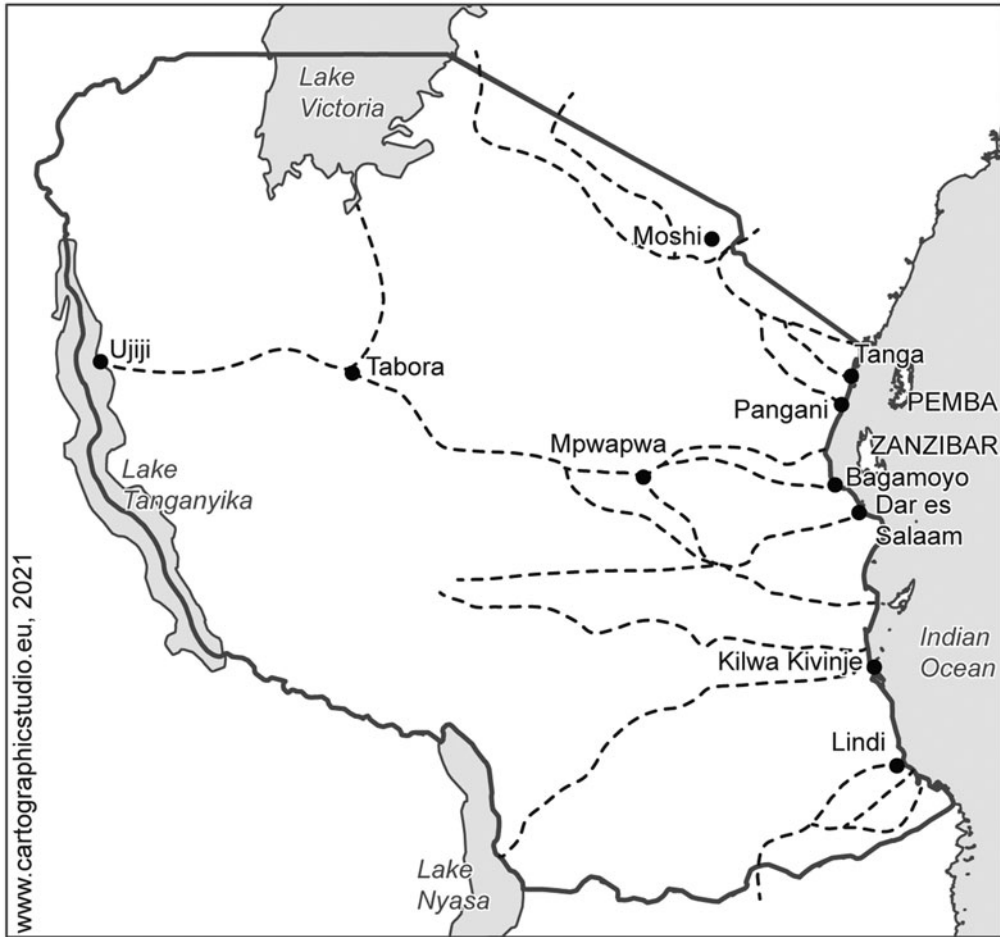 Lake
Victoria
Moshi
Ujiji
Tabora
Tanga
Pangani
PEMBA
Mpwapwa
ZANZIBAR
Bagamoyo
Lake
Tanganyika
Dar es
Salaam
Indian
Ocean
Kilwa Kivinje
Lindi
Lake
Nyasa
www.cartographicstudio.eu, 2021